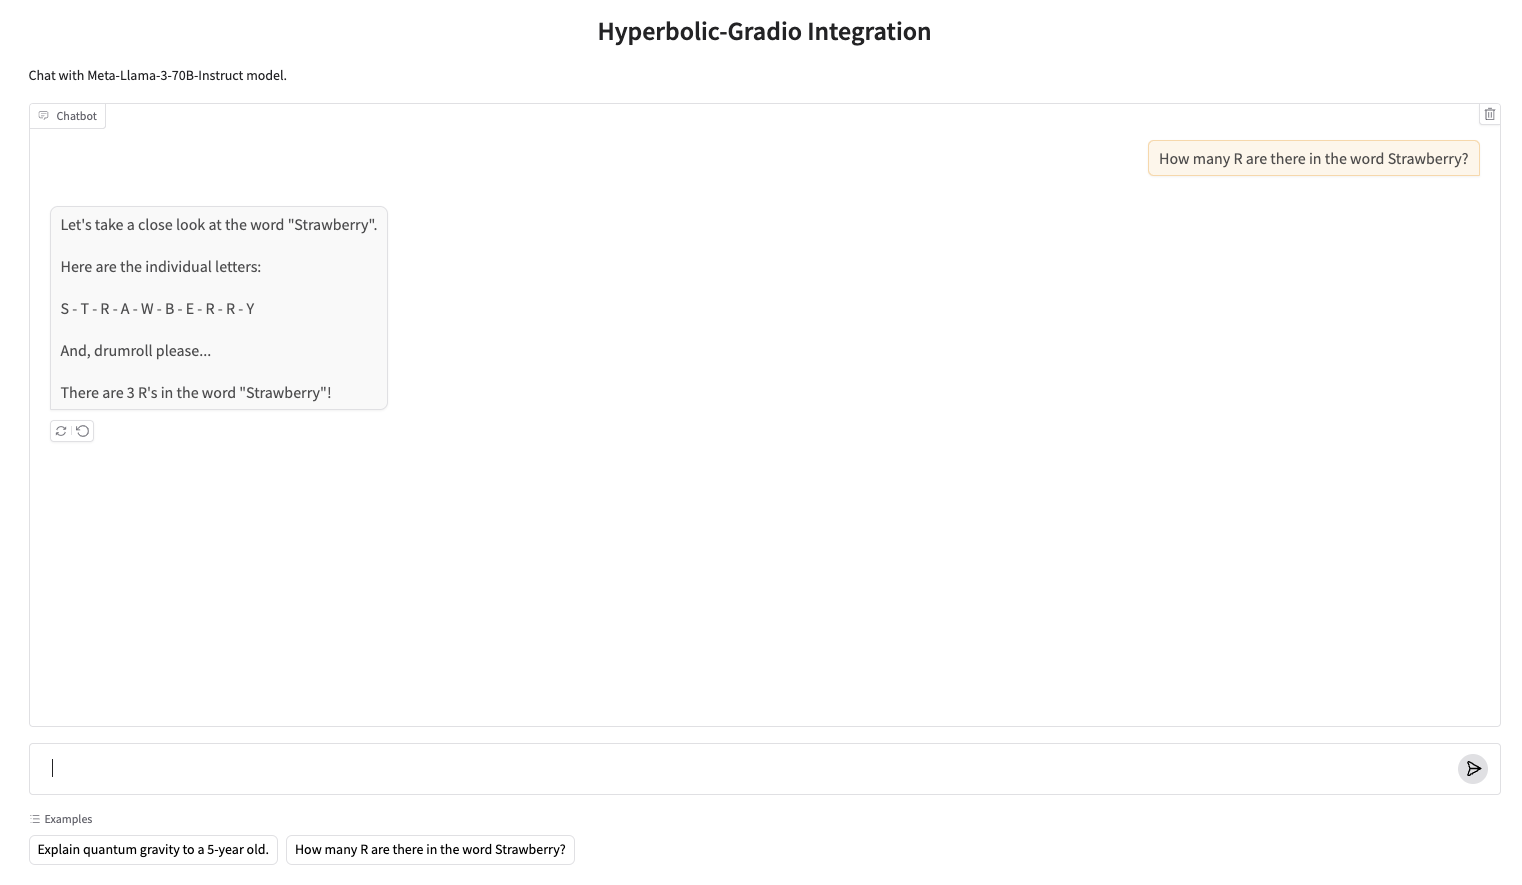 Hyperbolic-Gradio Integration
Chat with Meta-Llama-3-70B-Instruct model.
Chatbot
How many R are there in the word Strawberry?
Let's take a close look at the word "Strawberry".
Here are the individual letters:
S - T - R - A - W - B - E - R - R - Y
And, drumroll please...
There are 3 R's in the word "Strawberry"!
Examples
Explain quantum gravity to a 5-year old.
How many R are there in the word Strawberry?